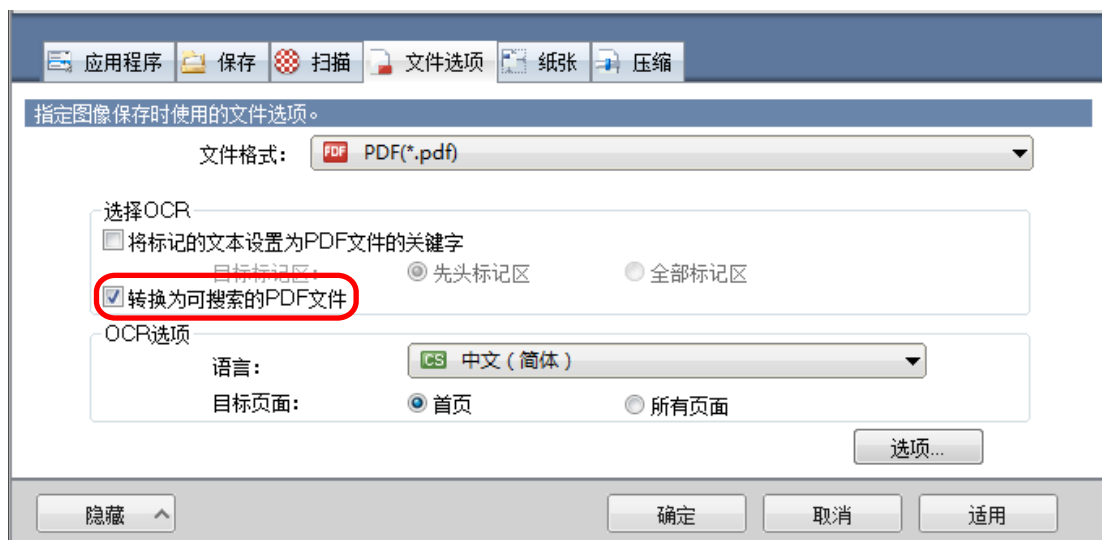 应用程序 保存 扫描 文件选项 纸张 压缩
指定图像保存时使用的文件选项。
文件格式： PDF PDF(*.pdf)
选择OCR
将标记的文本设置为PDF文件的关键字
目标标记区： 先头标记区 全部标记区
转换为可搜索的PDF文件
OCR选项
语言： CS 中文（简体）
目标页面： 首页 所有页面
选项...
隐藏 确定 取消 适用